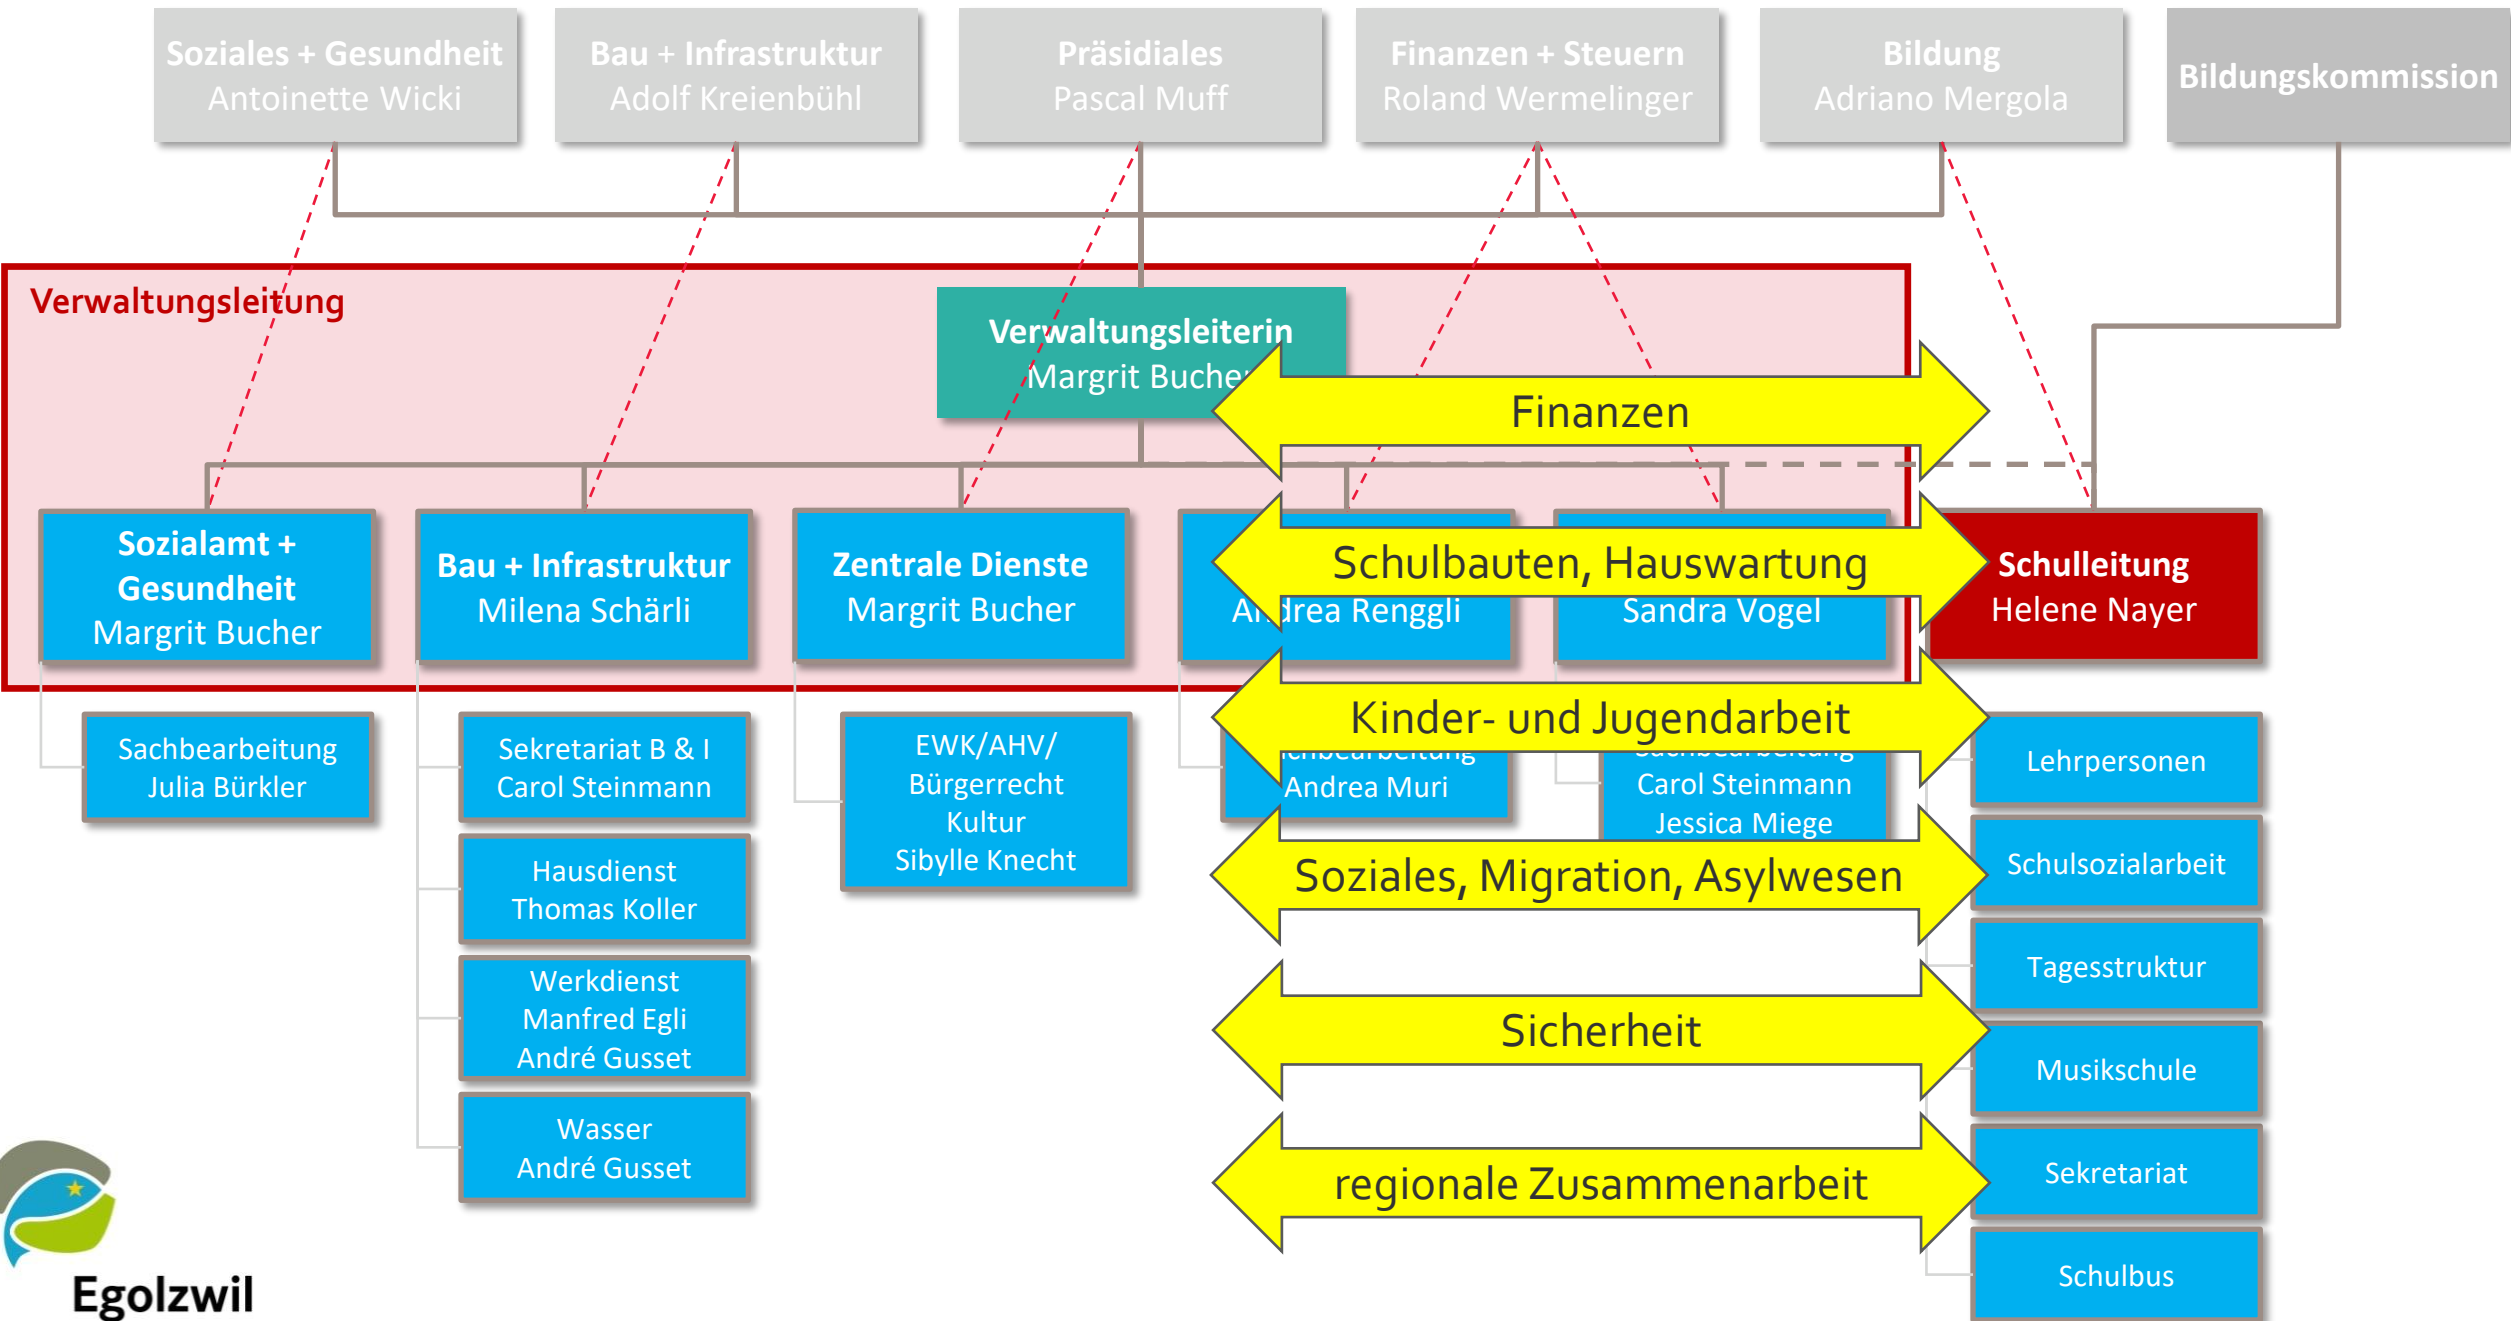 Soziales + Gesundheit
Antoinette Wicki
Bau + Infrastruktur
Adolf Kreienbühl
Präsidiales
Pascal Muff
Finanzen + Steuern
Roland Wermelinger
Bildung
Adriano Mergola
Bildungskommission
Verwaltungsleitung
Verwaltungsleiterin
Margrit Bucher
Finanzen
Sozialamt +
Gesundheit
Margrit Bucher
Bau + Infrastruktur
Milena Schärli
Zentrale Dienste
Margrit Bucher
Schulbauten, Hauswartung
Andrea Renggli
Sandra Vogel
Schulleitung
Helene Nayer
Kinder- und Jugendarbeit
Sachbearbeitung
Julia Bürkler
Sekretariat B & I
Carol Steinmann
Hausdienst
Thomas Koller
Werkdienst
Manfred Egli
André Gusset
Wasser
André Gusset
EWK/AHV/
Bürgerrecht
Kultur
Sibylle Knecht
Sachbearbeitung
Andrea Muri
Sachbearbeitung
Carol Steinmann
Jessica Miege
Soziales, Migration, Asylwesen
Sicherheit
regionale Zusammenarbeit
Lehrpersonen
Schulsozialarbeit
Tagesstruktur
Musikschule
Sekretariat
Schulbus
Egolzwil